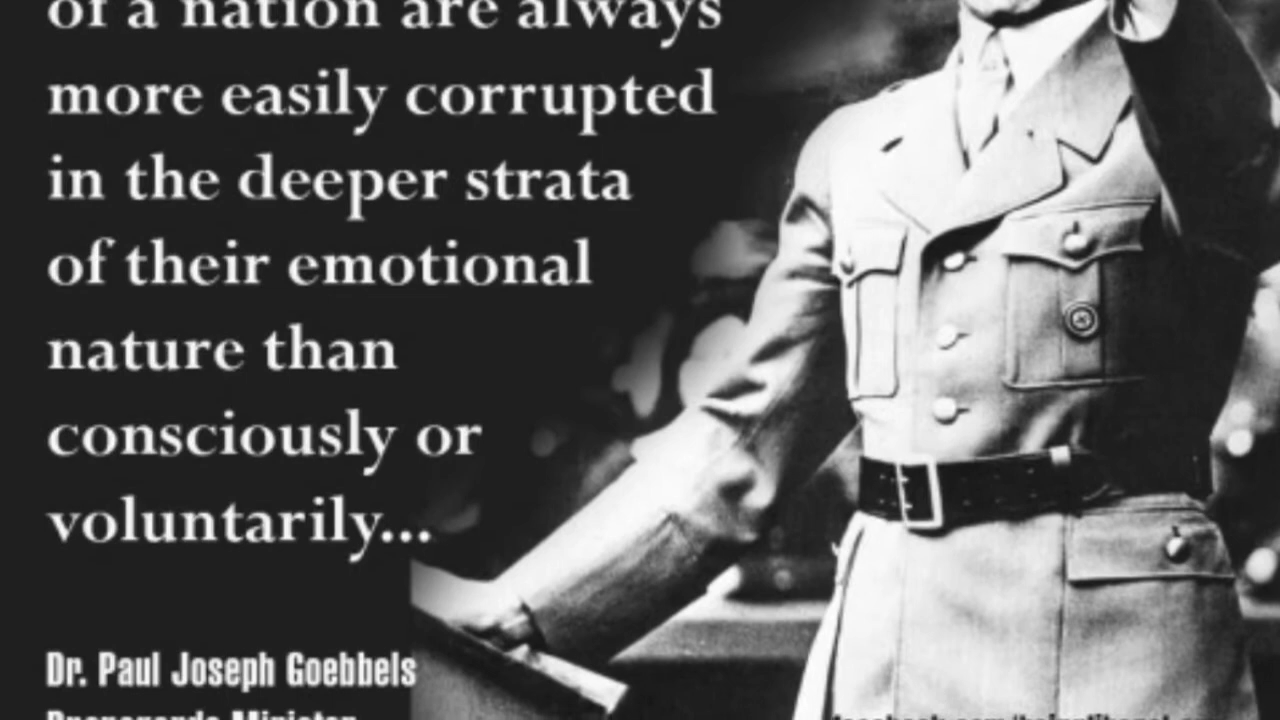 of a nation are always
more easily corrupted
in the deeper strata
of their emotional
nature than
consciously or
voluntarily...
Dr. Paul Joseph Goebbels
Propaganda Minister